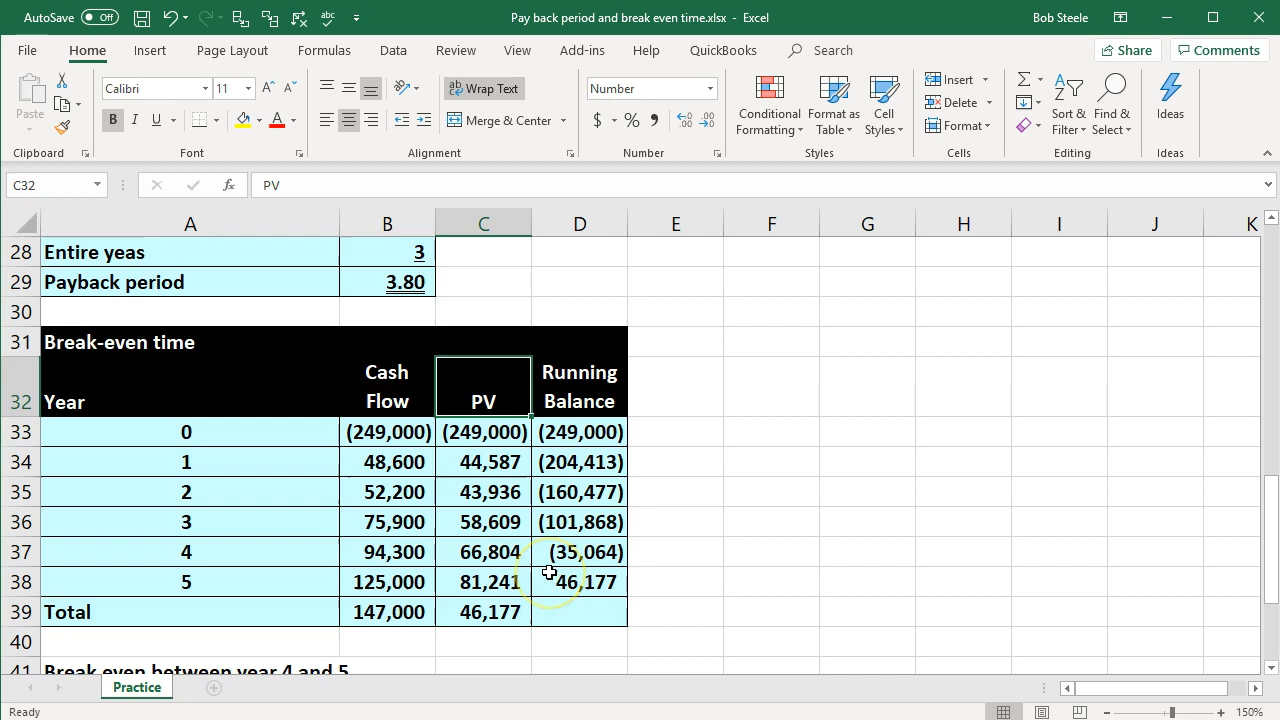 AutoSave Off Pay back period and break even time.xlsx - Excel Bob Steele
File Home Insert Page Layout Formulas Data Review View Add-ins Help QuickBooks Search Share Comments
Calibri 11 Wrap Text Number Insert
Paste Conditional Format as Cell Delete Sort & Find & Ideas
B I U Merge & Center $ % Formatting Table Styles Format Filter Select
Clipboard Font Alignment Number Styles Cells Editing Ideas
C32 fx PV
A B C D E F G H I J K
28 Entire yeas 3
29 Payback period 3.80
30
31 Break-even time
Cash Running
32 Year Flow PV Balance
33 0 (249,000) (249,000) (249,000)
34 1 48,600 44,587 (204,413)
35 2 52,200 43,936 (160,477)
36 3 75,900 58,609 (101,868)
37 4 94,300 66,804 (35,064)
38 5 125,000 81,241 46,177
39 Total 147,000 46,177
40
41 Break even between year 4 and 5
Practice
Ready 150%